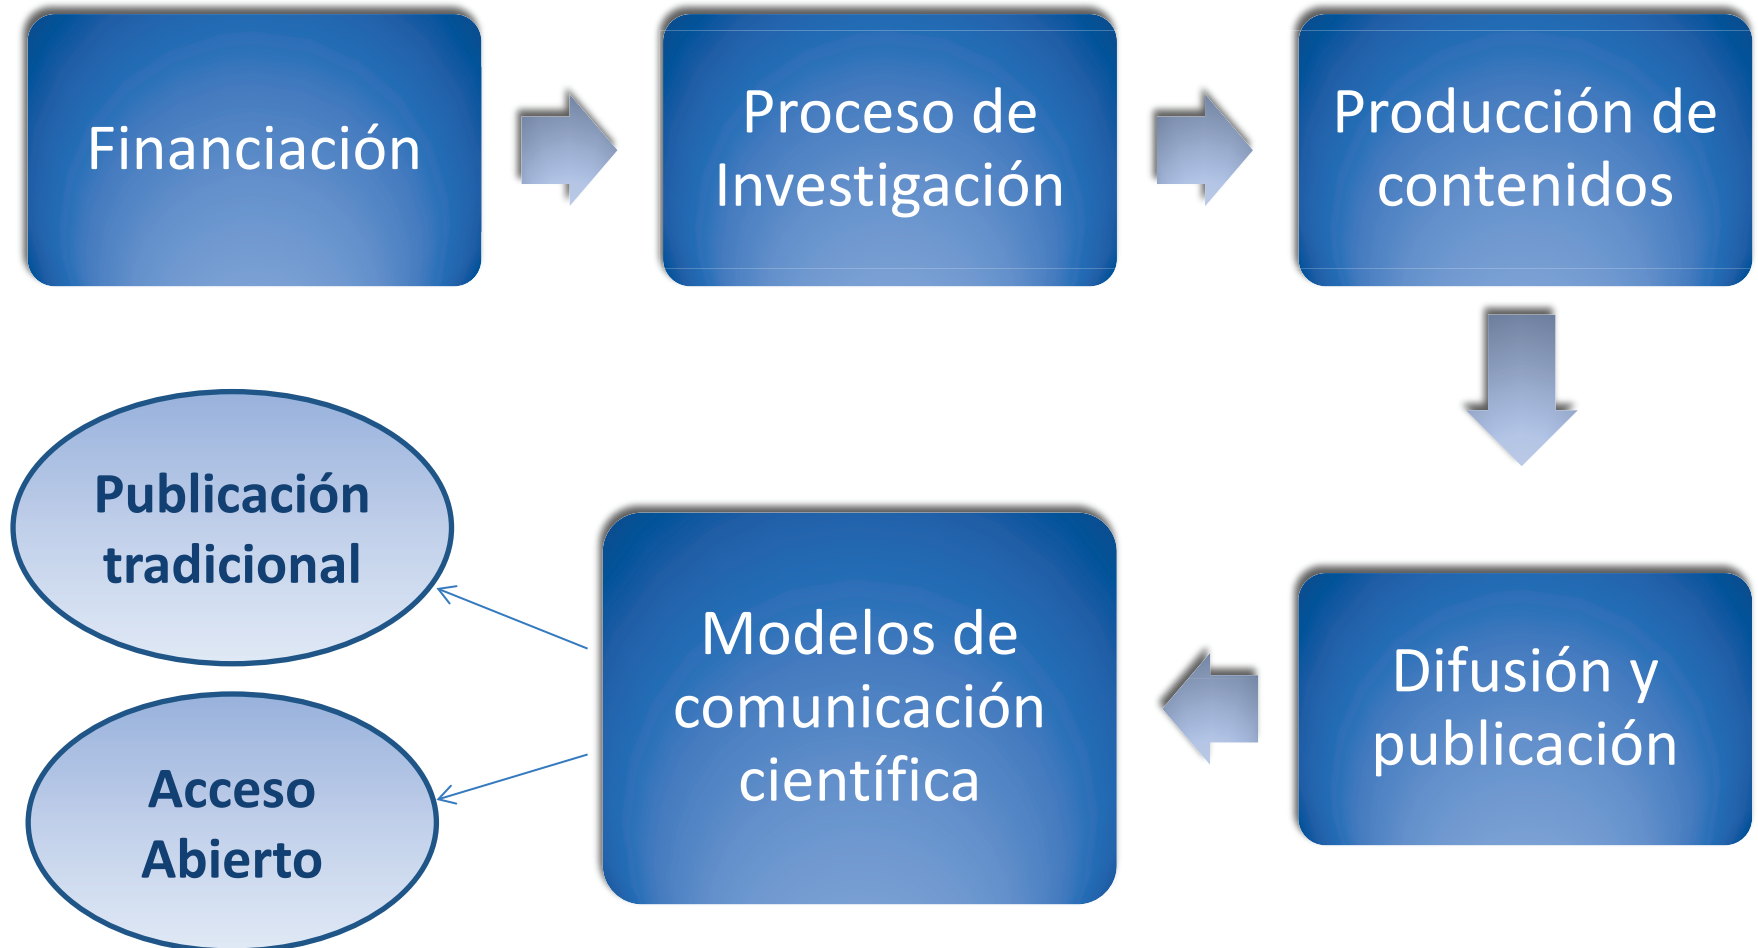 Financiación
Proceso de
Investigación
Producción de
contenidos
Difusión y
publicación
Modelos de
comunicación
científica
Publicación
tradicional
Acceso
Abierto